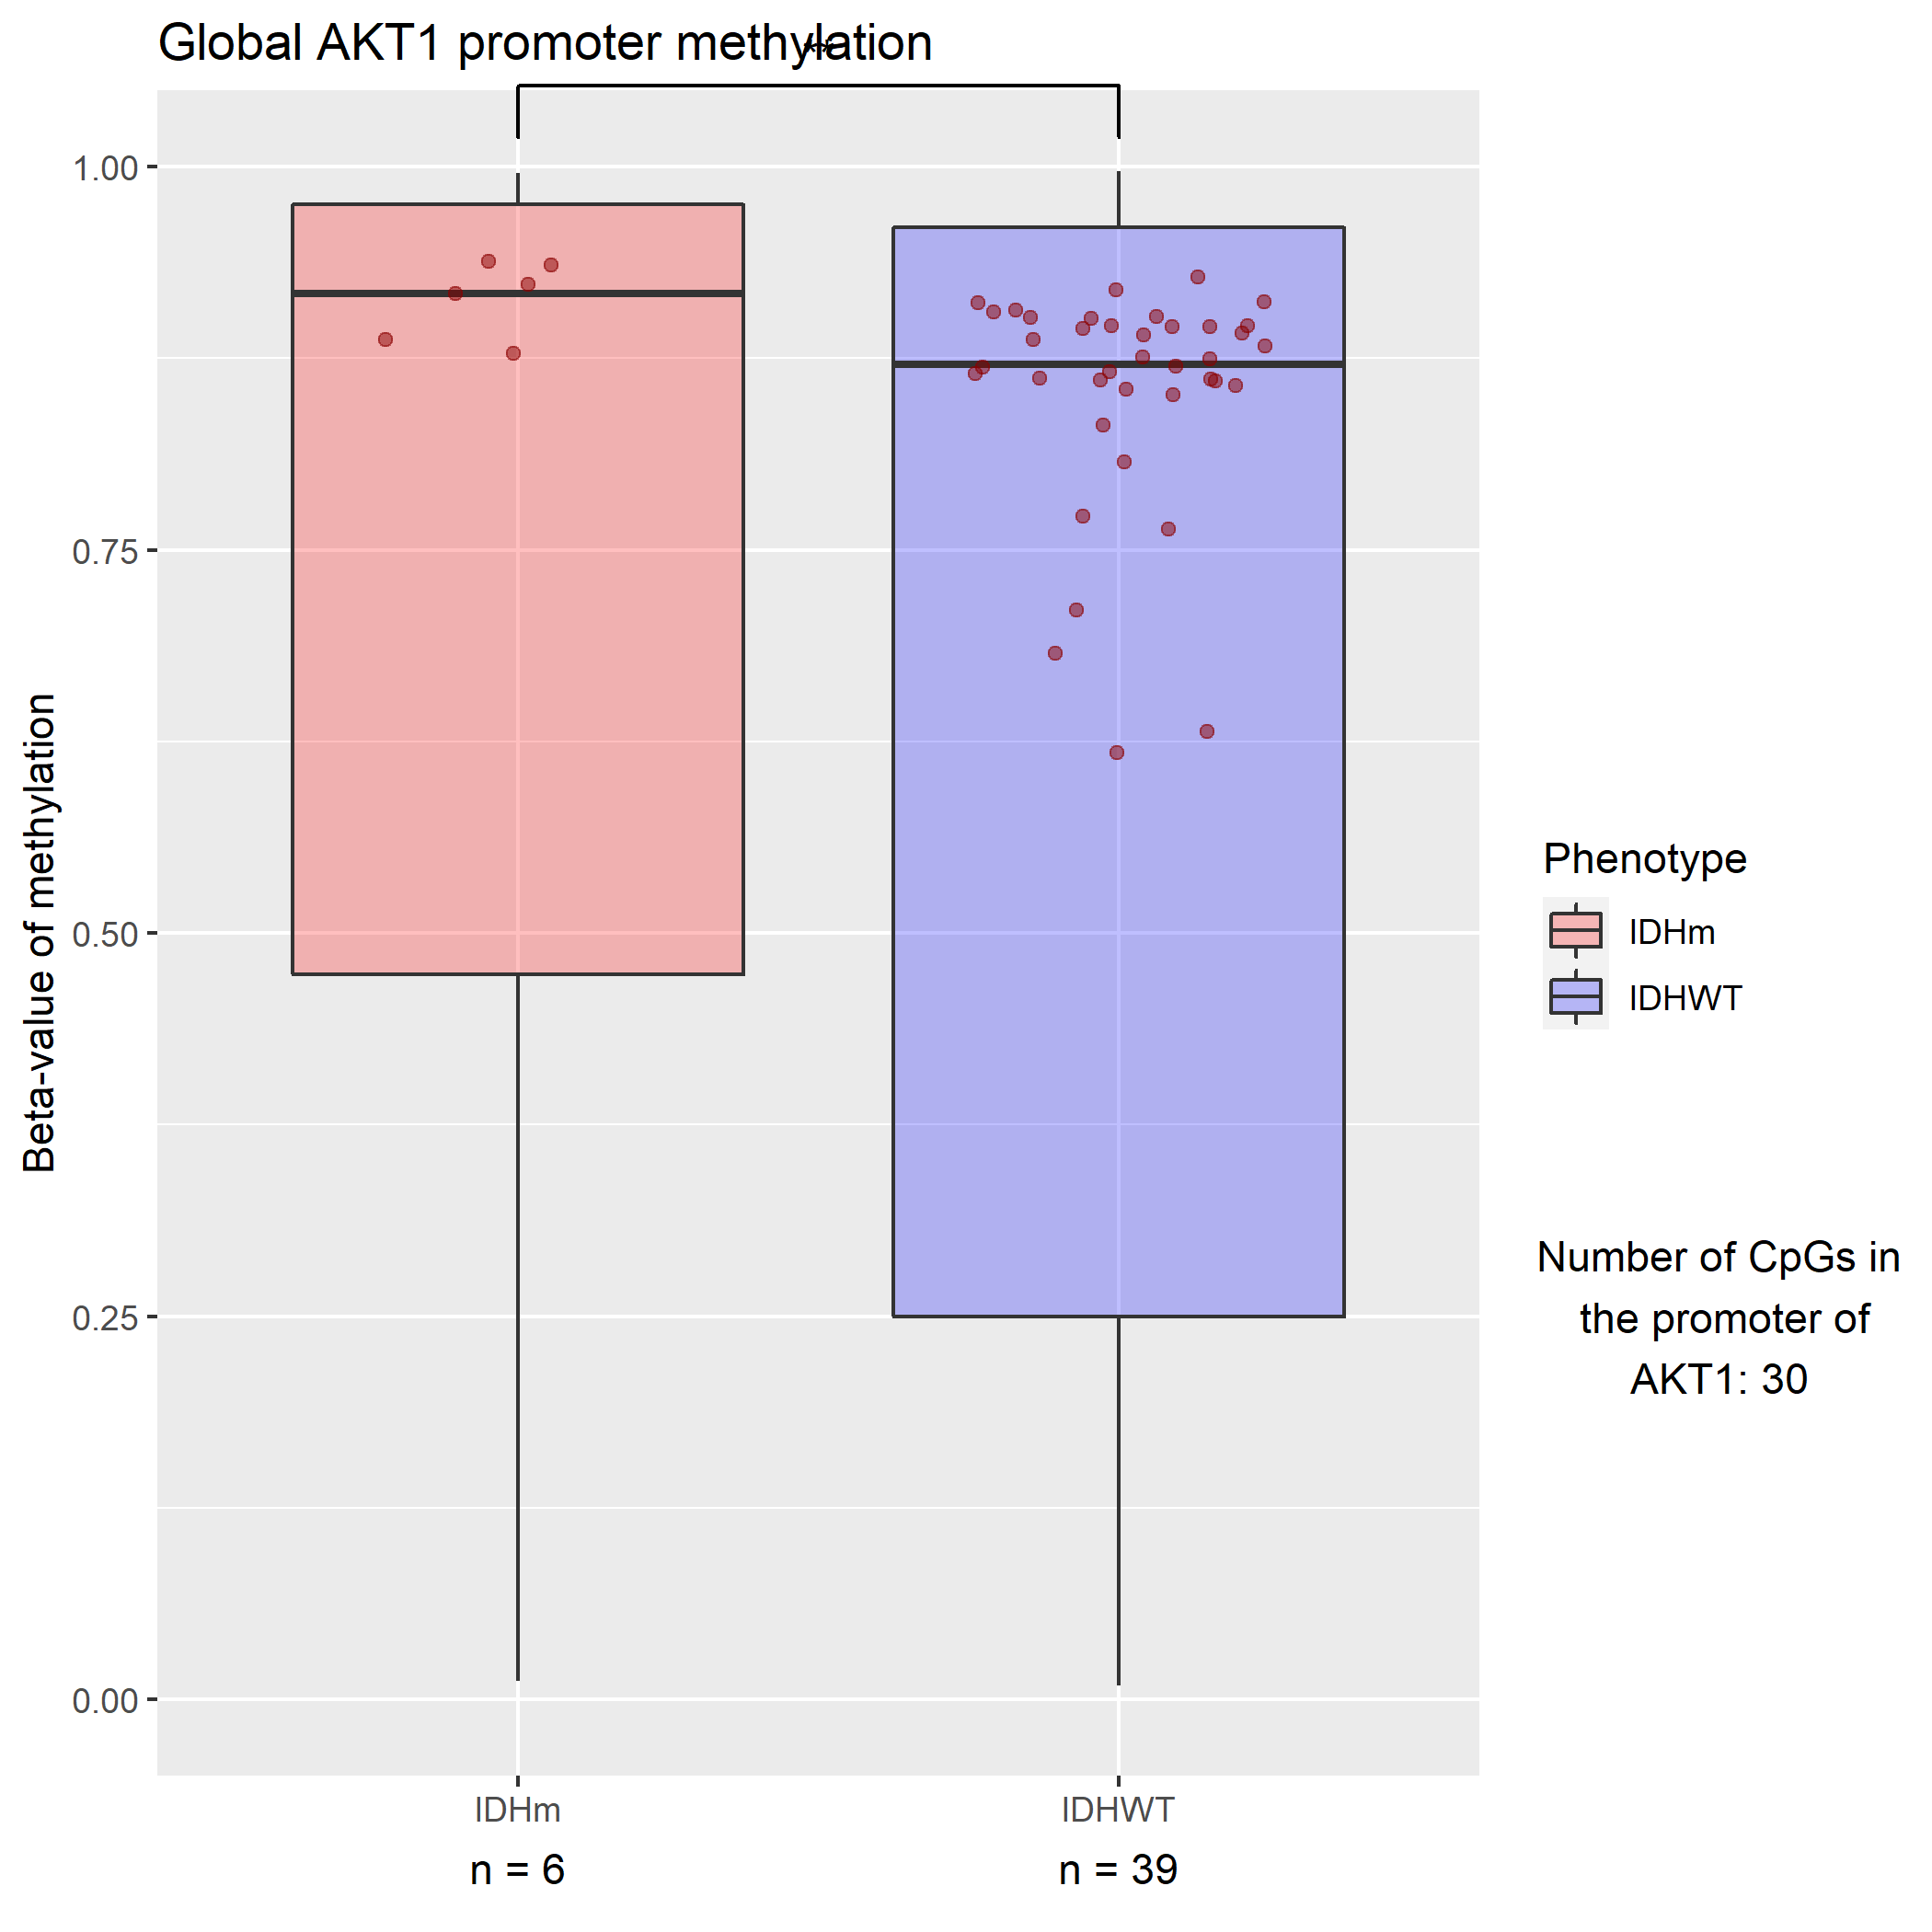 Global AKT1 promoter methylation
**
1.00
0.75
0.50
0.25
0.00
Beta-value of methylation
IDHm
IDHWT
n = 6
n = 39
Phenotype
IDHm
IDHWT
Number of CpGs in
the promoter of
AKT1: 30